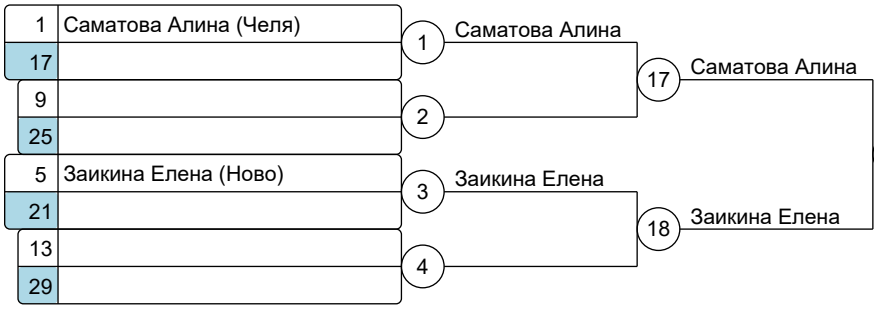 1 Саматова Алина (Челя)
17
9
25
5 Заикина Елена (Ново)
21
13
29
1 Саматова Алина
2
3 Заикина Елена
4
17 Саматова Алина
18 Заикина Елена